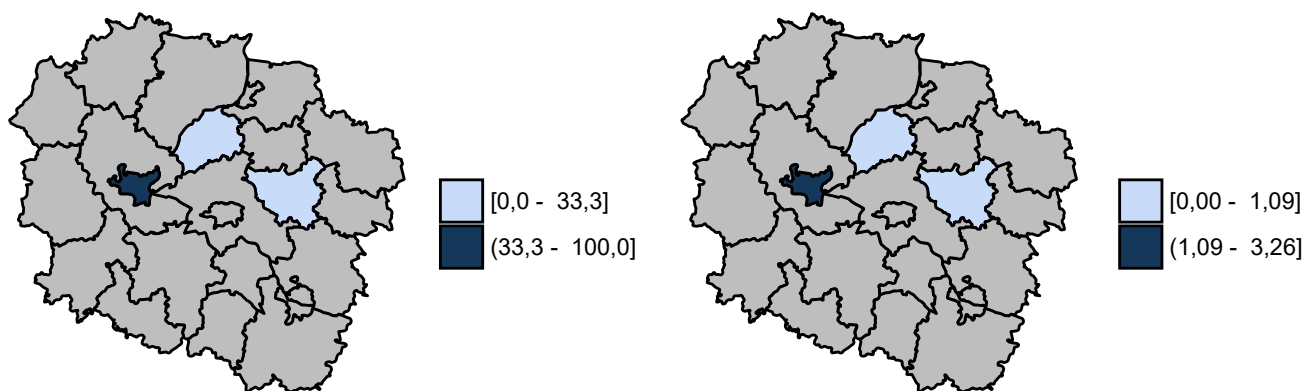 [0,0 -  33,3]
(33,3 -  100,0]
[0,00 -  1,09]
(1,09 -  3,26]